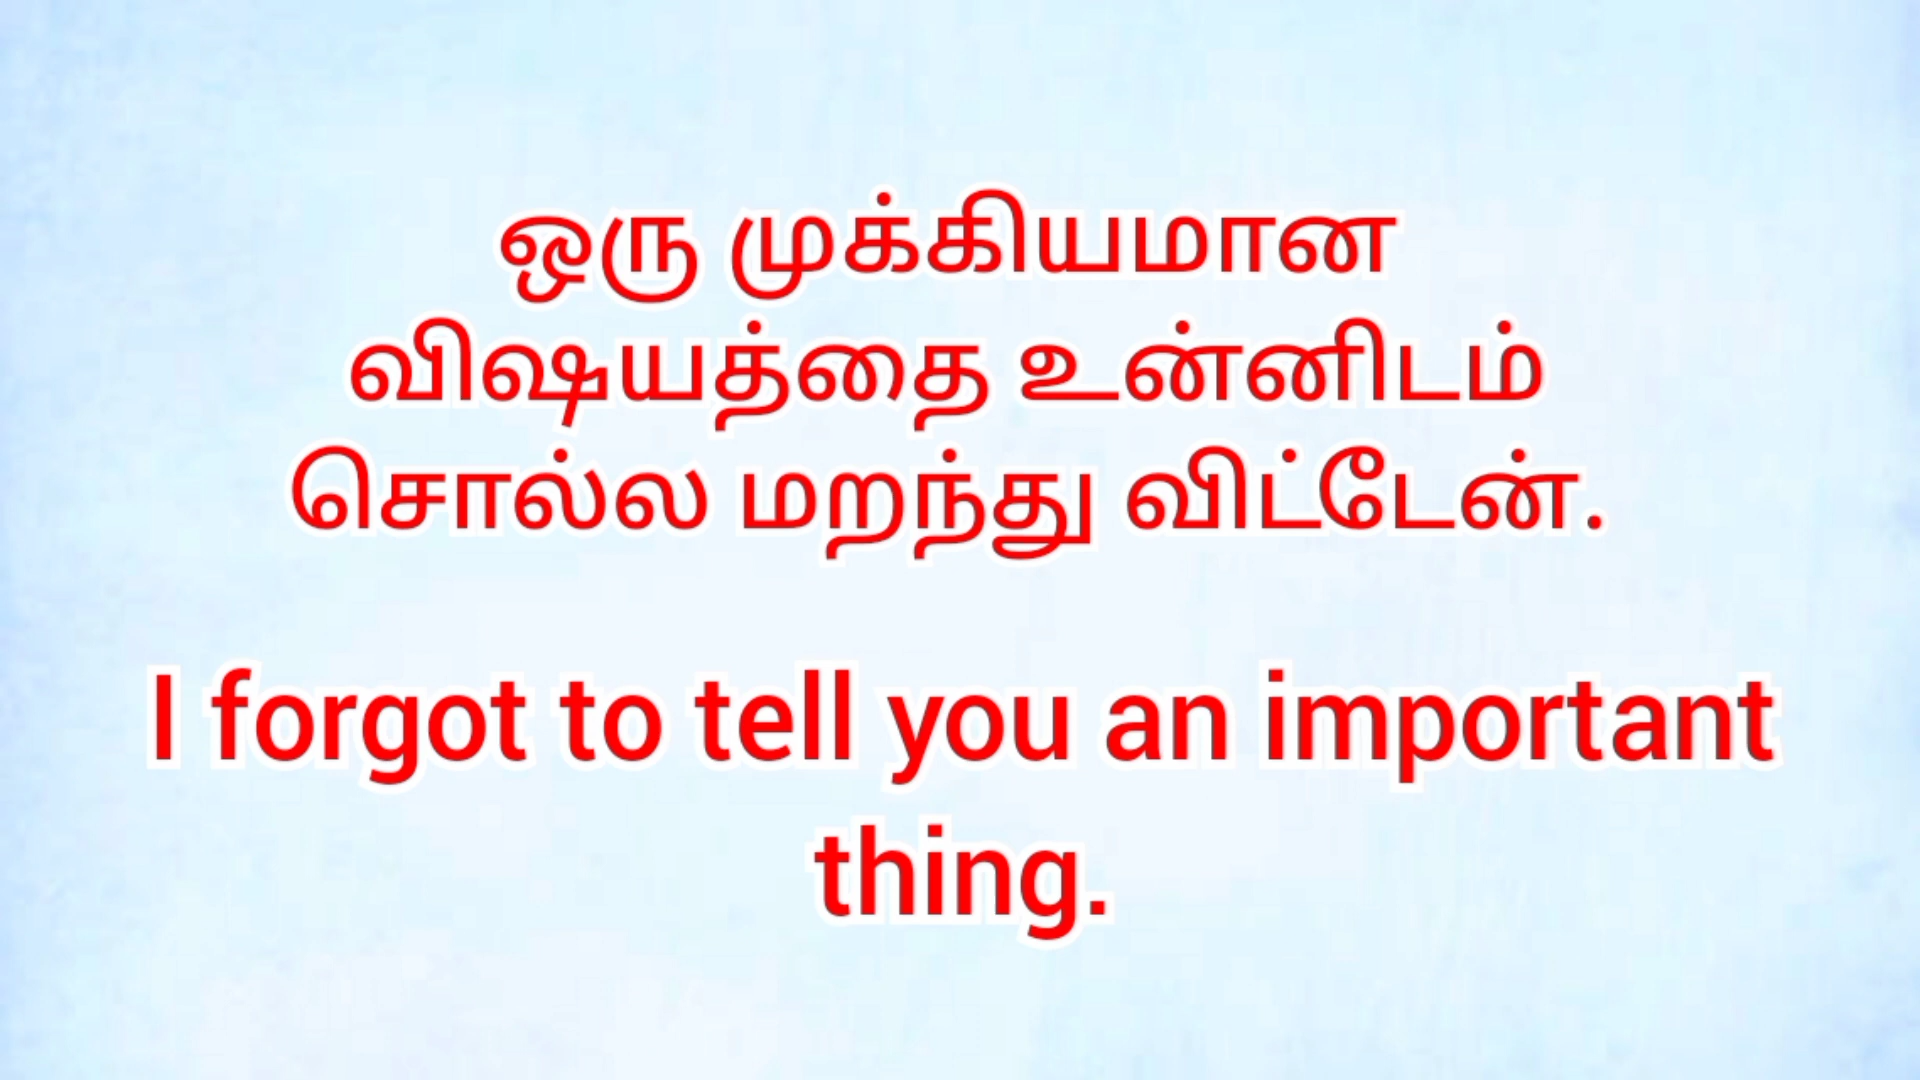 ஒரு முக்கியமான
விஷயத்தை உன்னிடம்
சொல்ல மறந்து விட்டேன்.
I forgot to tell you an important
thing.